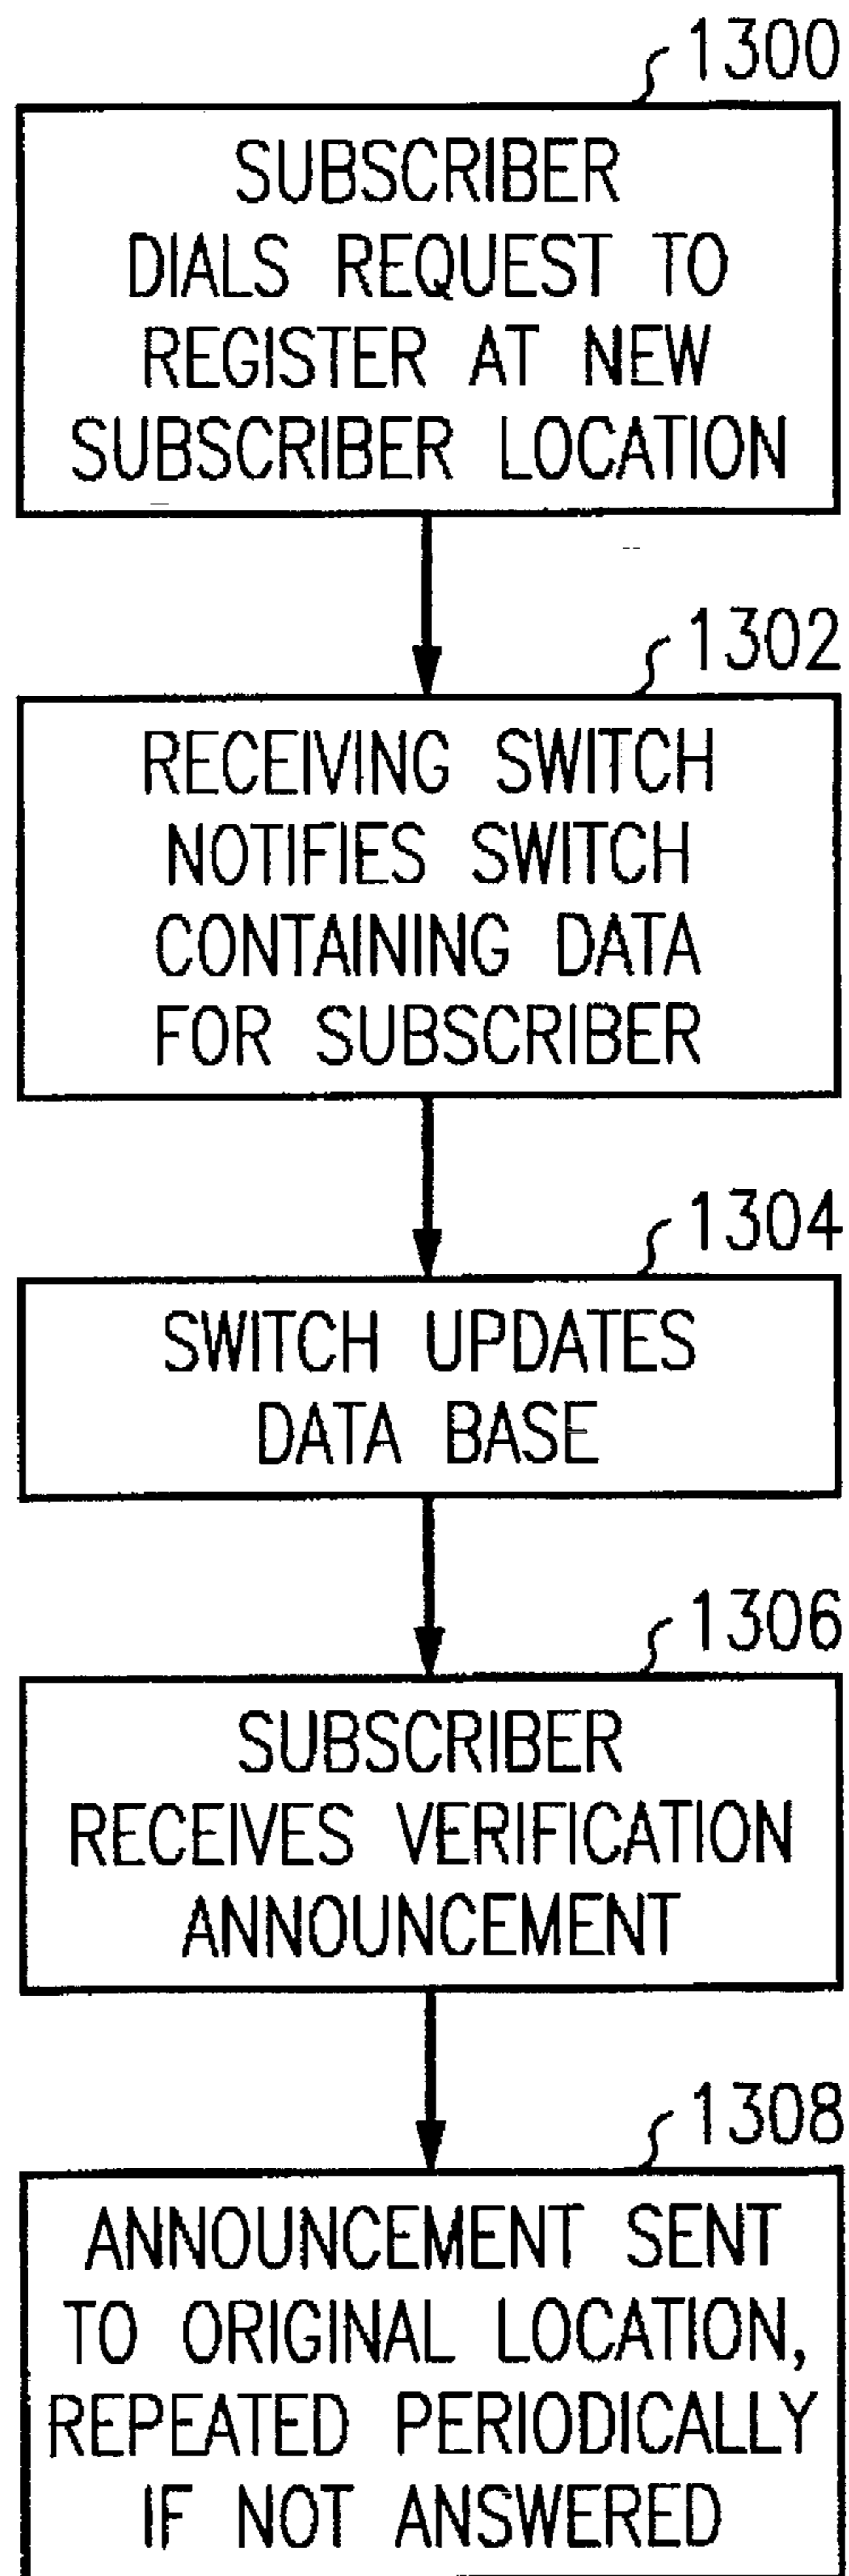 1300
SUBSCRIBER
DIALS REQUEST TO
REGISTER AT NEW
SUBSCRIBER LOCATION
1302
RECEIVING SWITCH
NOTIFIES SWITCH
CONTAINING DATA
FOR SUBSCRIBER
1304
SWITCH UPDATES
DATA BASE
1306
SUBSCRIBER
RECEIVES VERIFICATION
ANNOUNCEMENT
1308
ANNOUNCEMENT SENT
TO ORIGINAL LOCATION,
REPEATED PERIODICALLY
IF NOT ANSWERED